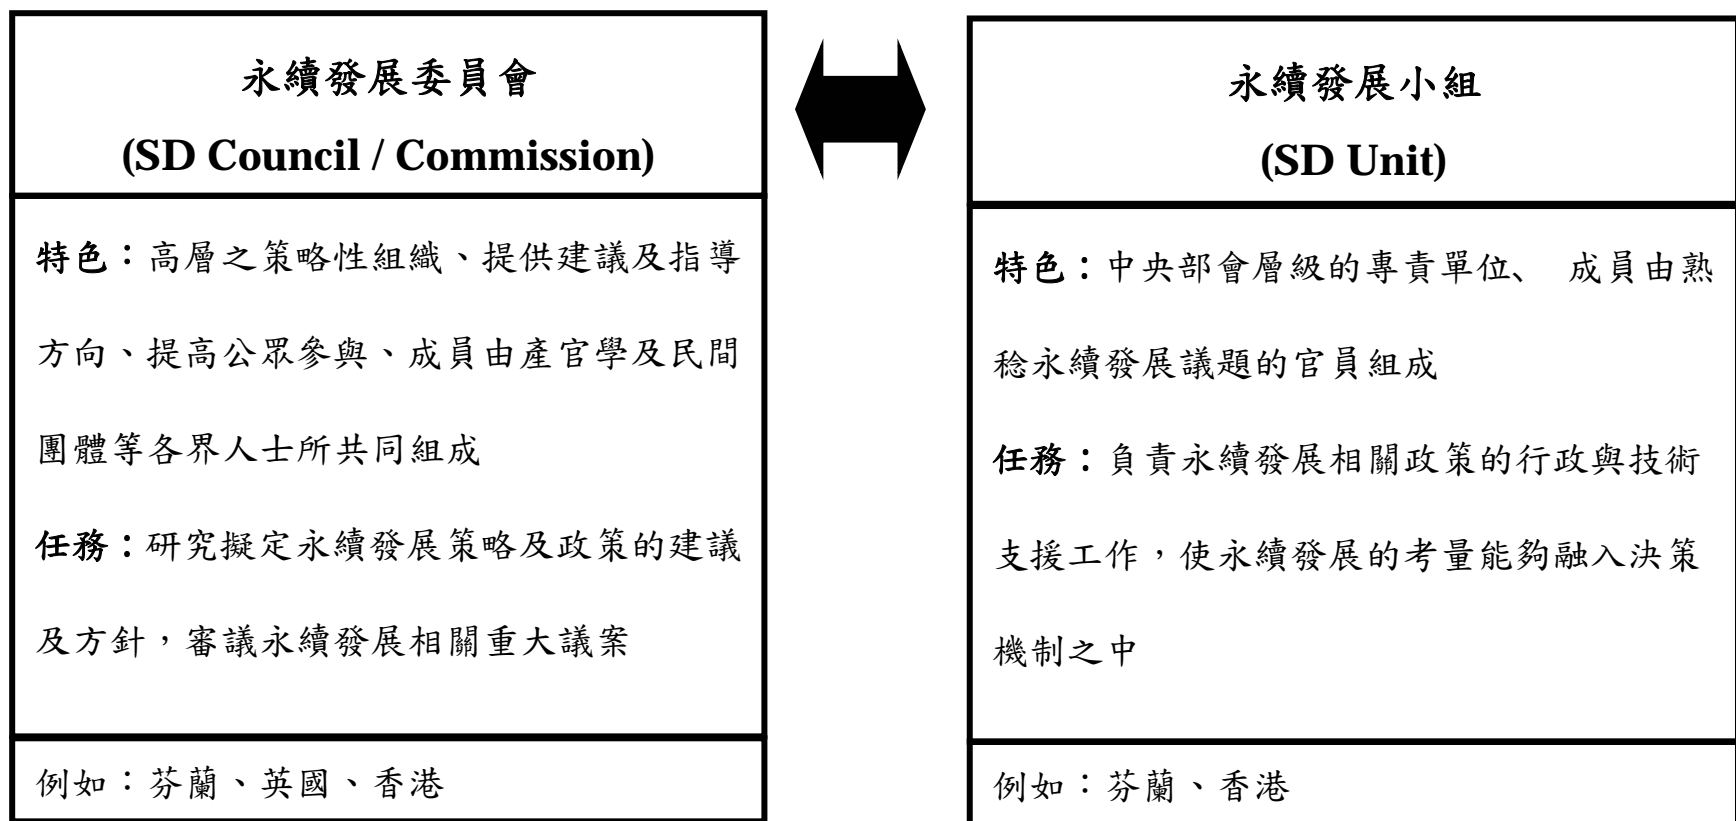 永續發展委員會
(SD Council / Commission)
特色：高層之策略性組織、提供建議及指導
方向、提高公眾參與、成員由產官學及民間
團體等各界人士所共同組成
任務：研究擬定永續發展策略及政策的建議
及方針，審議永續發展相關重大議案
例如：芬蘭、英國、香港
永續發展小組
(SD Unit)
特色：中央部會層級的專責單位、 成員由熟
稔永續發展議題的官員組成
任務：負責永續發展相關政策的行政與技術
支援工作，使永續發展的考量能夠融入決策
機制之中
例如：芬蘭、香港